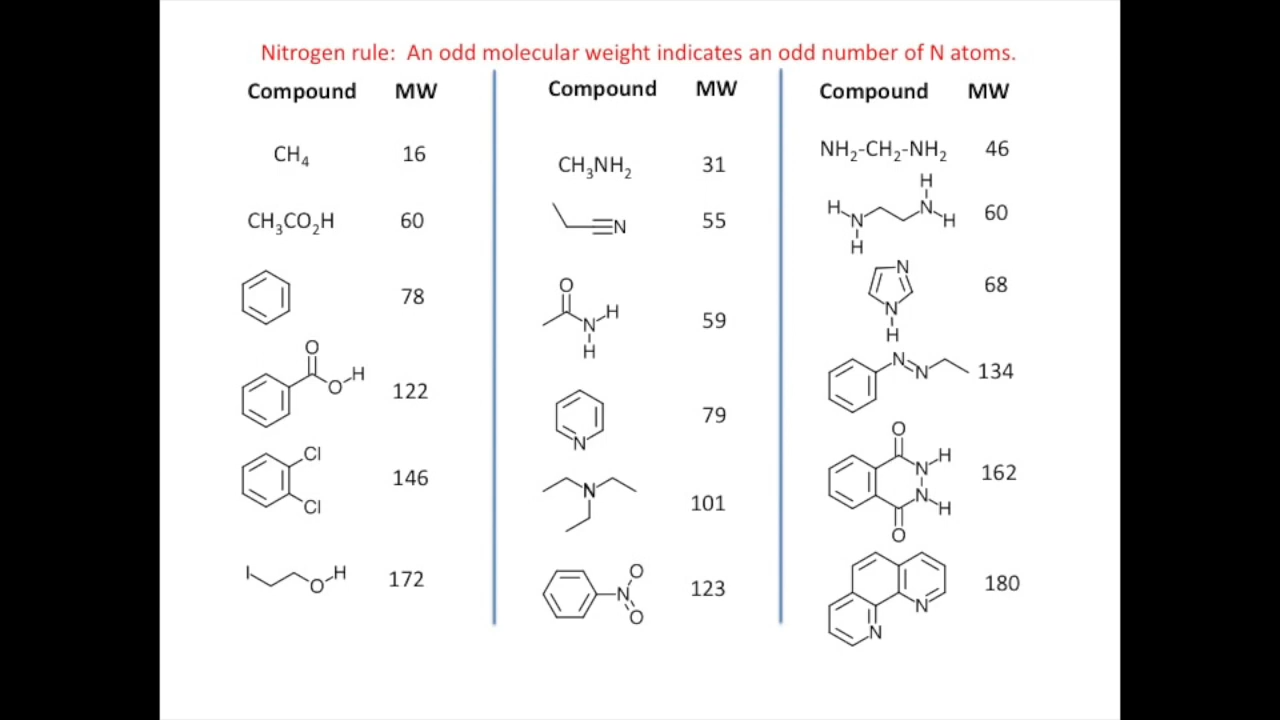 Nitrogen rule: An odd molecular weight indicates an odd number of N atoms.
Compound MW
CH₄ 16
CH₃CO₂H 60
78
O
O H
122
Cl
Cl
146
I O H 172
Compound MW
CH₃NH₂ 31
N 55
O
N H
H
59
N
79
N
101
N O
O
123
Compound MW
NH₂-CH₂-NH₂ 46
H
H N N H
H
60
N
N
H
68
N N 134
O
N H
N H
O
162
N
N
180